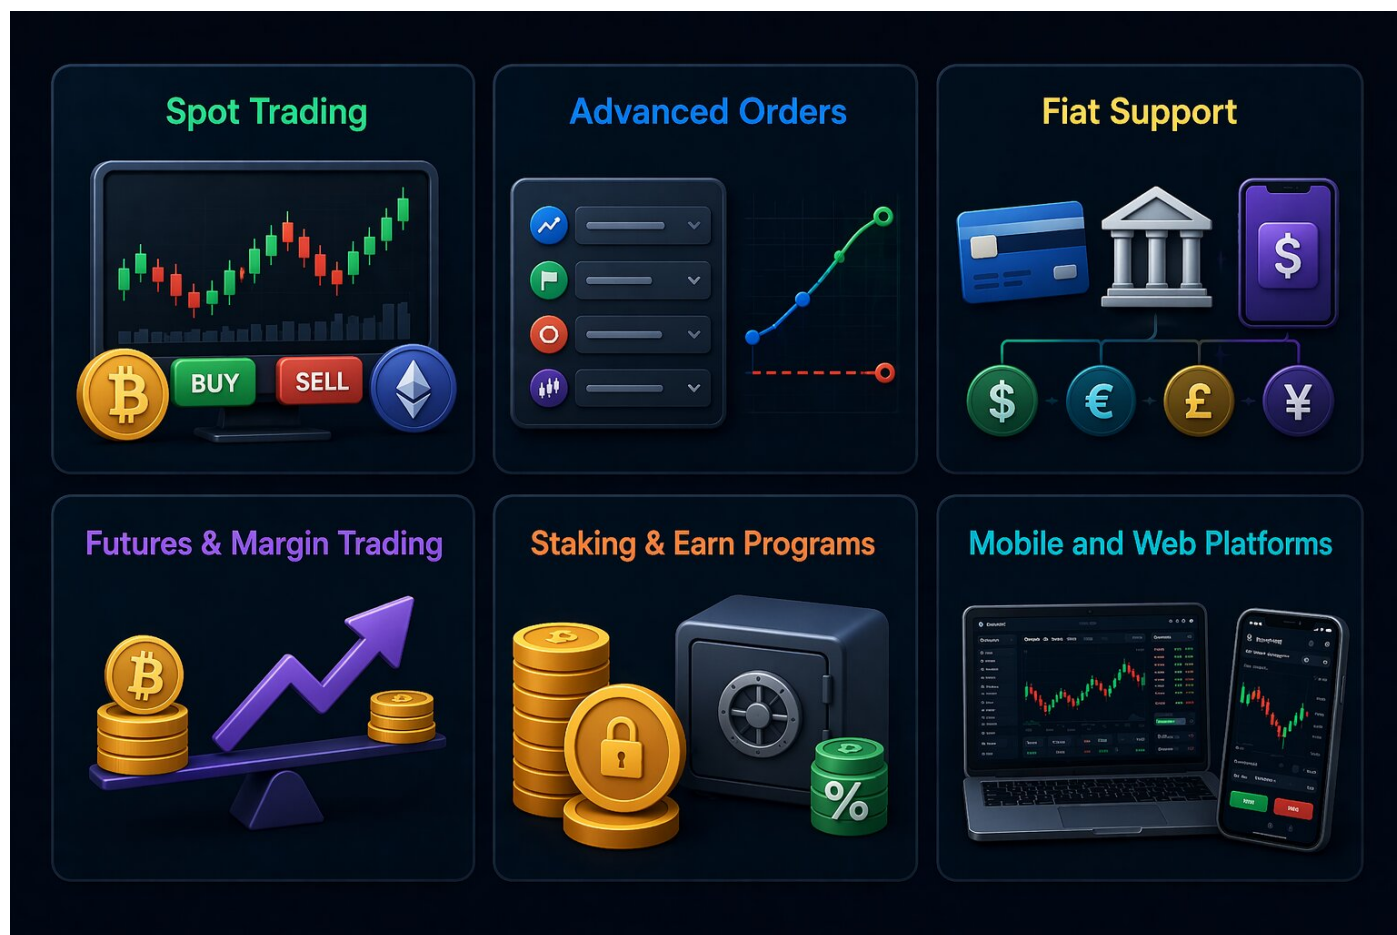 Spot Trading
BUY
SELL
Advanced Orders
Fiat Support
$
$ € £ ¥
Futures & Margin Trading
Staking & Earn Programs
%
Mobile and Web Platforms